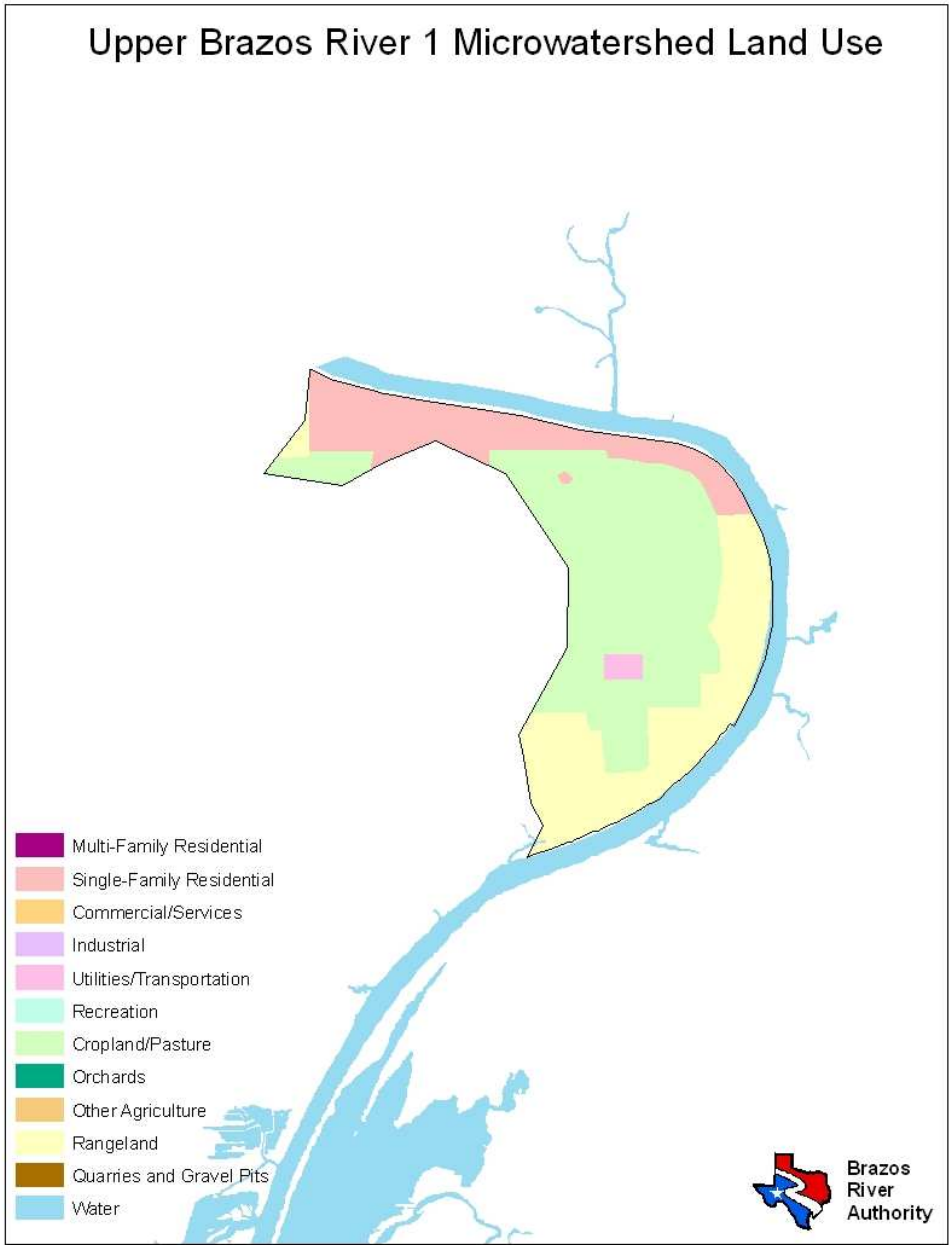 Upper Brazos River 1 Microwatershed Land Use
Multi-Family Residential
Single-Family Residential
Commercial/Services
Industrial
Utilities/Transportation
Recreation
Cropland/Pasture
Orchards
Other Agriculture
Rangeland
Quarries and Gravel Pits
Water
Brazos
River
Authority